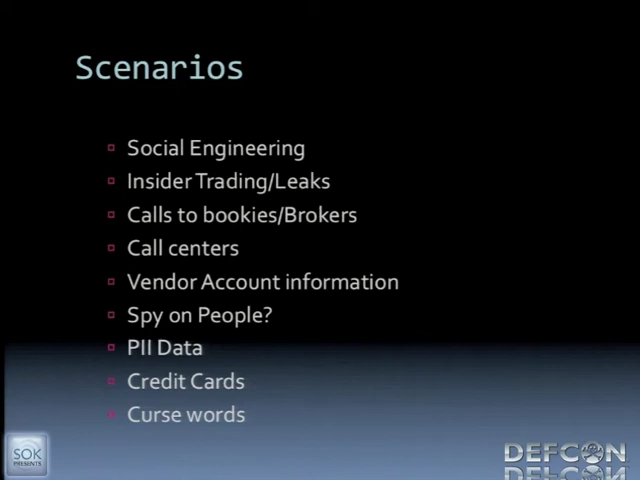 Scenarios
Social Engineering
Insider Trading/Leaks
Calls to bookies/Brokers
Call centers
Vendor Account information
Spy on People?
PII Data
Credit Cards
Curse words
SOK
PRESENTS
DEFCON